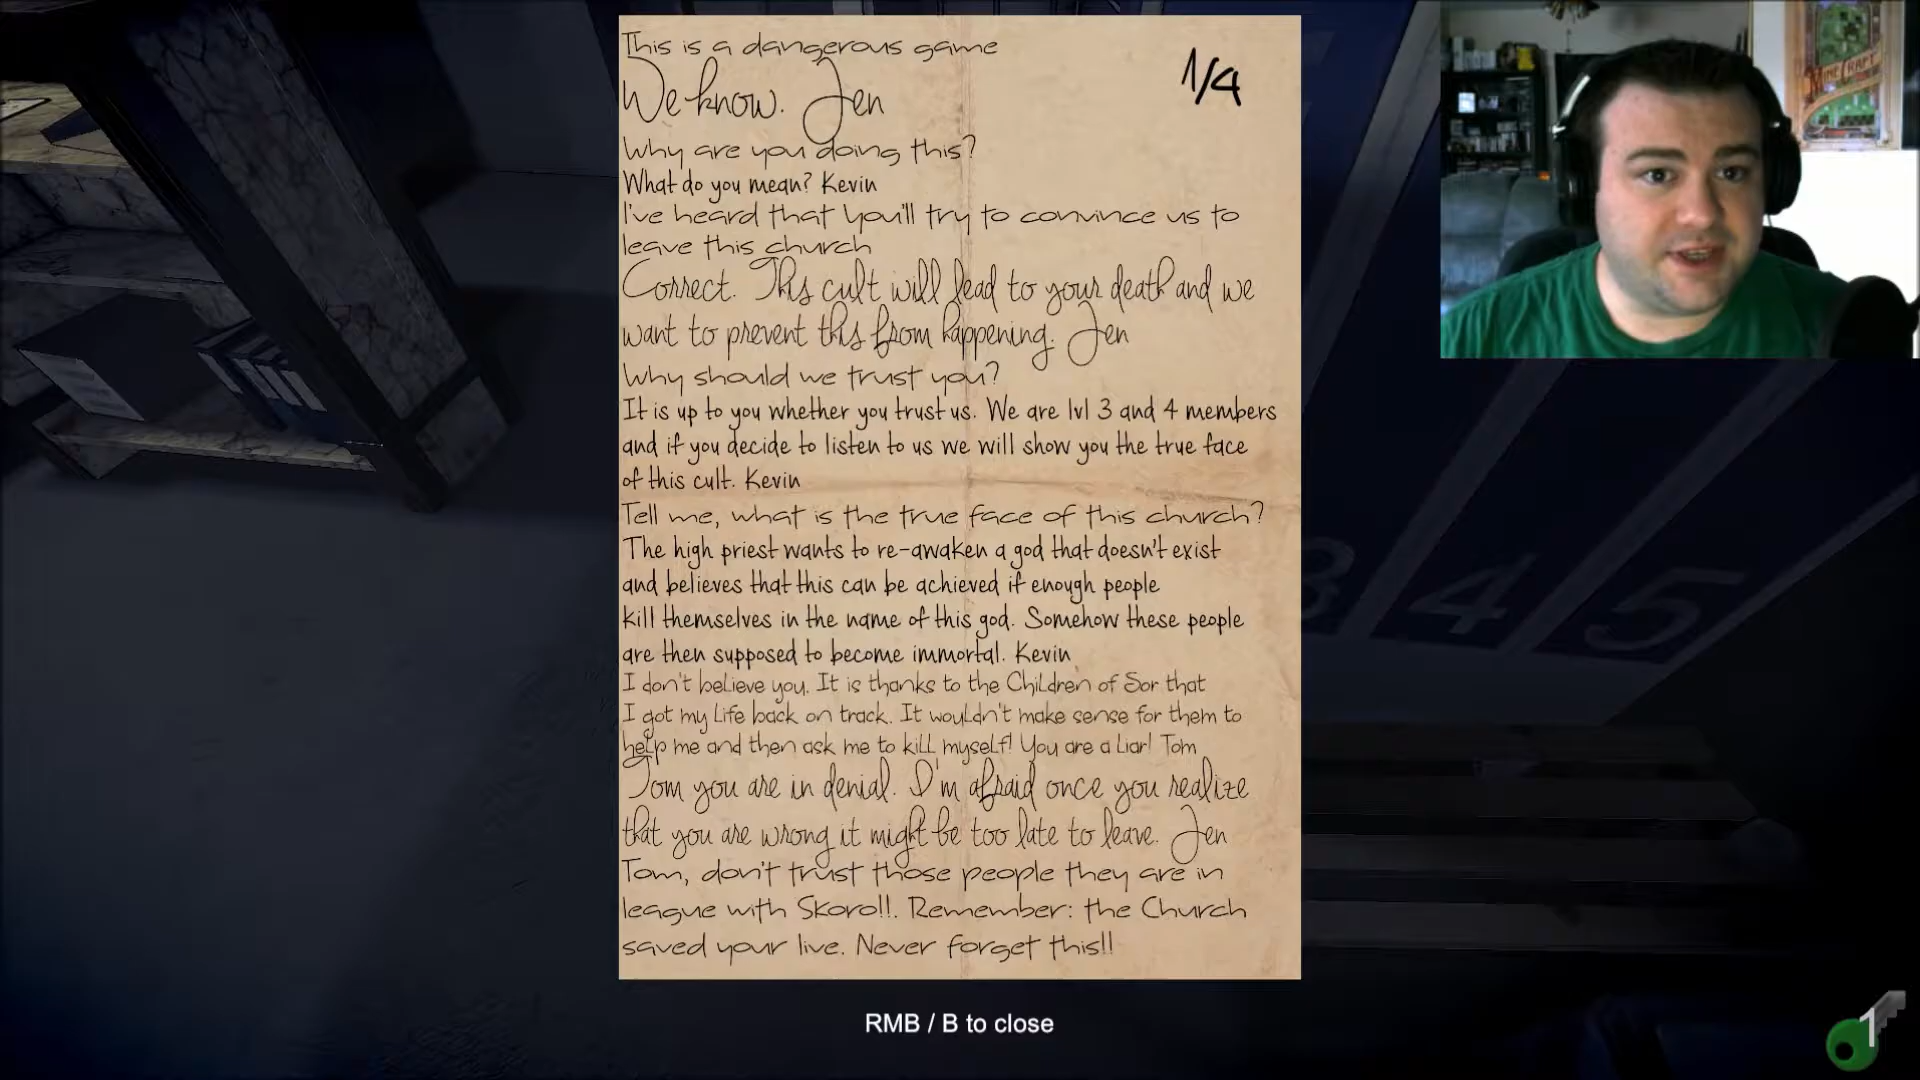 This is a dangerous game
1/4
We know. Jen
Why are you doing this?
What do you mean? Kevin
I've heard that you'll try to convince us to
leave this church
Correct. This cult will lead to your death and we
want to prevent this from happening. Jen
Why should we trust you?
It is up to you whether you trust us. We are lvl 3 and 4 members
and if you decide to listen to us we will show you the true face
of this cult. Kevin
Tell me, what is the true face of this church?
The high priest wants to re-awaken a god that doesn't exist
and believes that this can be achieved if enough people
kill themselves in the name of this god. Somehow these people
are then supposed to become immortal. Kevin
I don't believe you. It is thanks to the Children of Sor that
I got my life back on track. It wouldn't make sense for them to
help me and then ask me to kill myself! You are a liar! Tom
Tom you are in denial. I'm afraid once you realize
that you are wrong it might be too late to leave. Jen
Tom, don't trust those people they are in
league with Skoro!!. Remember: the Church
saved your live. Never forget this!!
RMB / B to close
MINECRAFT
3 4 5
1